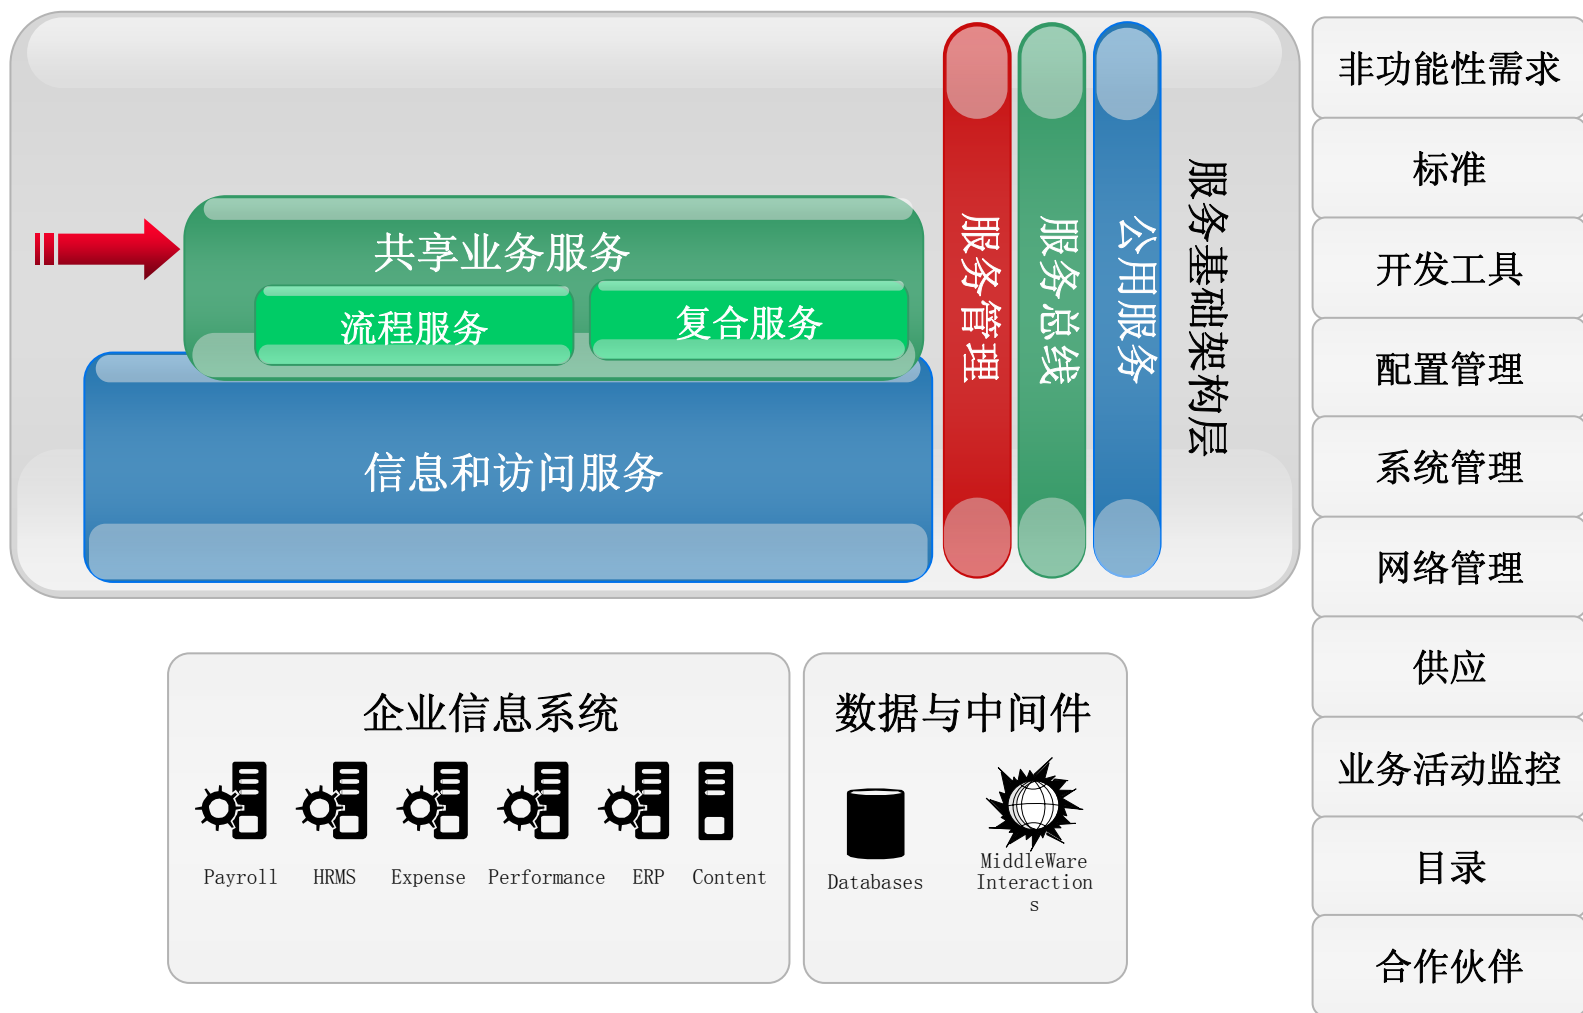 共享业务服务
流程服务
复合服务
信息和访问服务
服务管理
服务总线
公用服务
服务基础架构层
企业信息系统
Payroll
HRMS
Expense
Performance
ERP
Content
数据与中间件
Databases
MiddleWare
Interaction
s
非功能性需求
标准
开发工具
配置管理
系统管理
网络管理
供应
业务活动监控
目录
合作伙伴